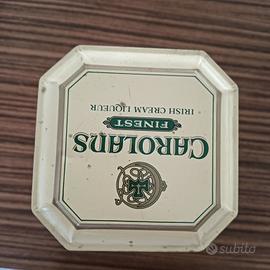 CAROLANS
FINEST
IRISH CREAM LIQUEUR
subito